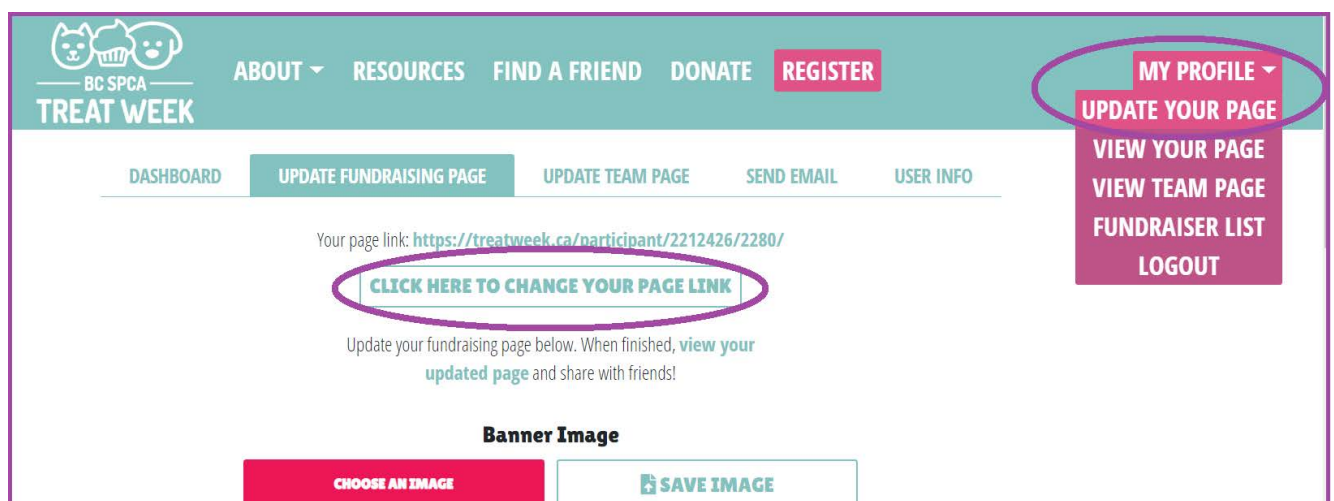 BC SPCA
TREAT WEEK
ABOUT RESOURCES FIND A FRIEND DONATE REGISTER
MY PROFILE
UPDATE YOUR PAGE
VIEW YOUR PAGE
VIEW TEAM PAGE
FUNDRAISER LIST
LOGOUT
DASHBOARD UPDATE FUNDRAISING PAGE UPDATE TEAM PAGE SEND EMAIL USER INFO
Your page link: https://treatweek.ca/participant/2212426/2280/
CLICK HERE TO CHANGE YOUR PAGE LINK
Update your fundraising page below. When finished, view your
updated page and share with friends!
Banner Image
CHOOSE AN IMAGE
SAVE IMAGE